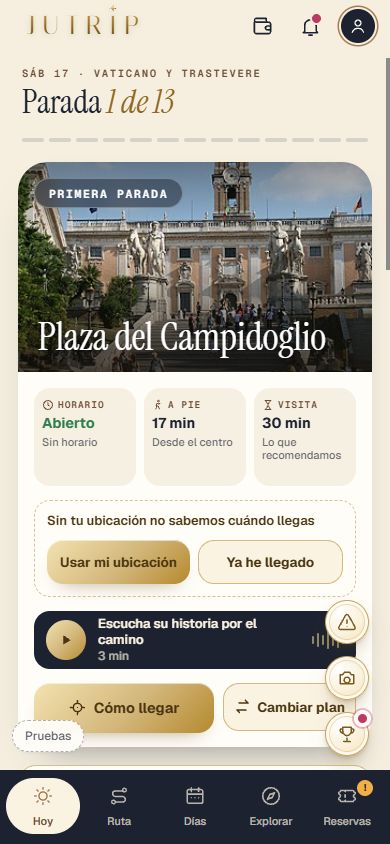 JUTRIP
SÁB 17 · VATICANO Y TRASTEVERE
Parada 1 de 13
PRIMERA PARADA
Plaza del Campidoglio
HORARIO
Abierto
Sin horario
A PIE
17 min
Desde el centro
VISITA
30 min
Lo que
recomendamos
Sin tu ubicación no sabemos cuándo llegas
Usar mi ubicación
Ya he llegado
Escucha su historia por el
camino
3 min
Cómo llegar
Cambiar plan
Pruebas
Hoy
Ruta
Días
Explorar
!
Reservas